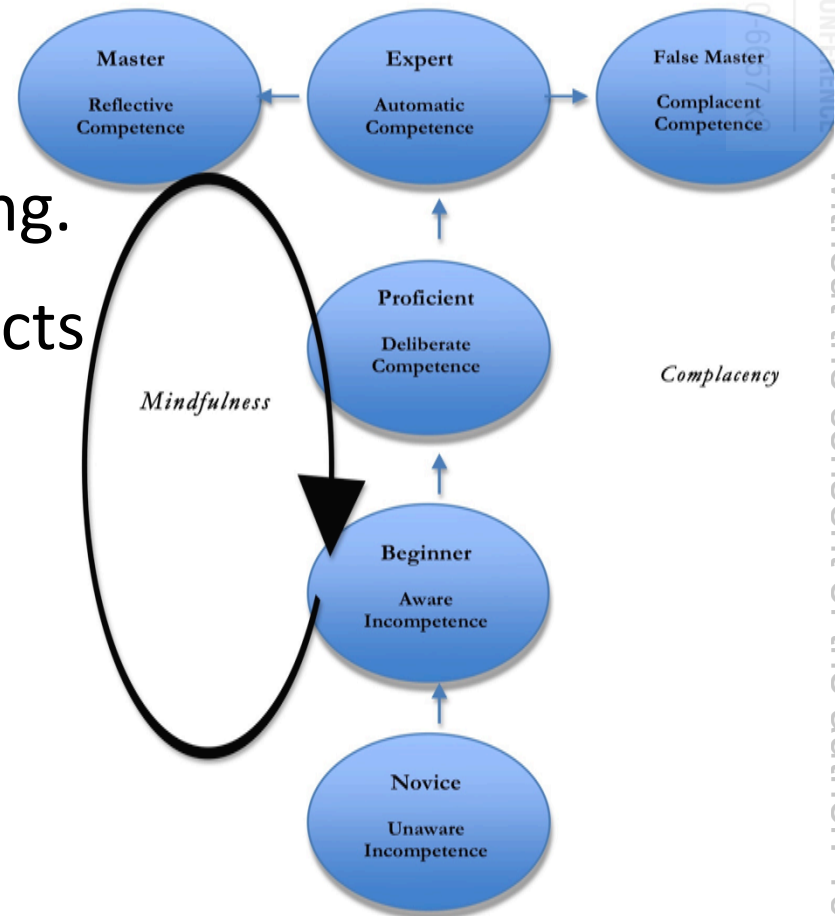 Master
Reflective
Competence
Expert
Automatic
Competence
False Master
Complacent
Competence
ng.
cts
Proficient
Deliberate
Competence
Mindfulness
Complacency
Beginner
Aware
Incompetence
Novice
Unaware
Incompetence